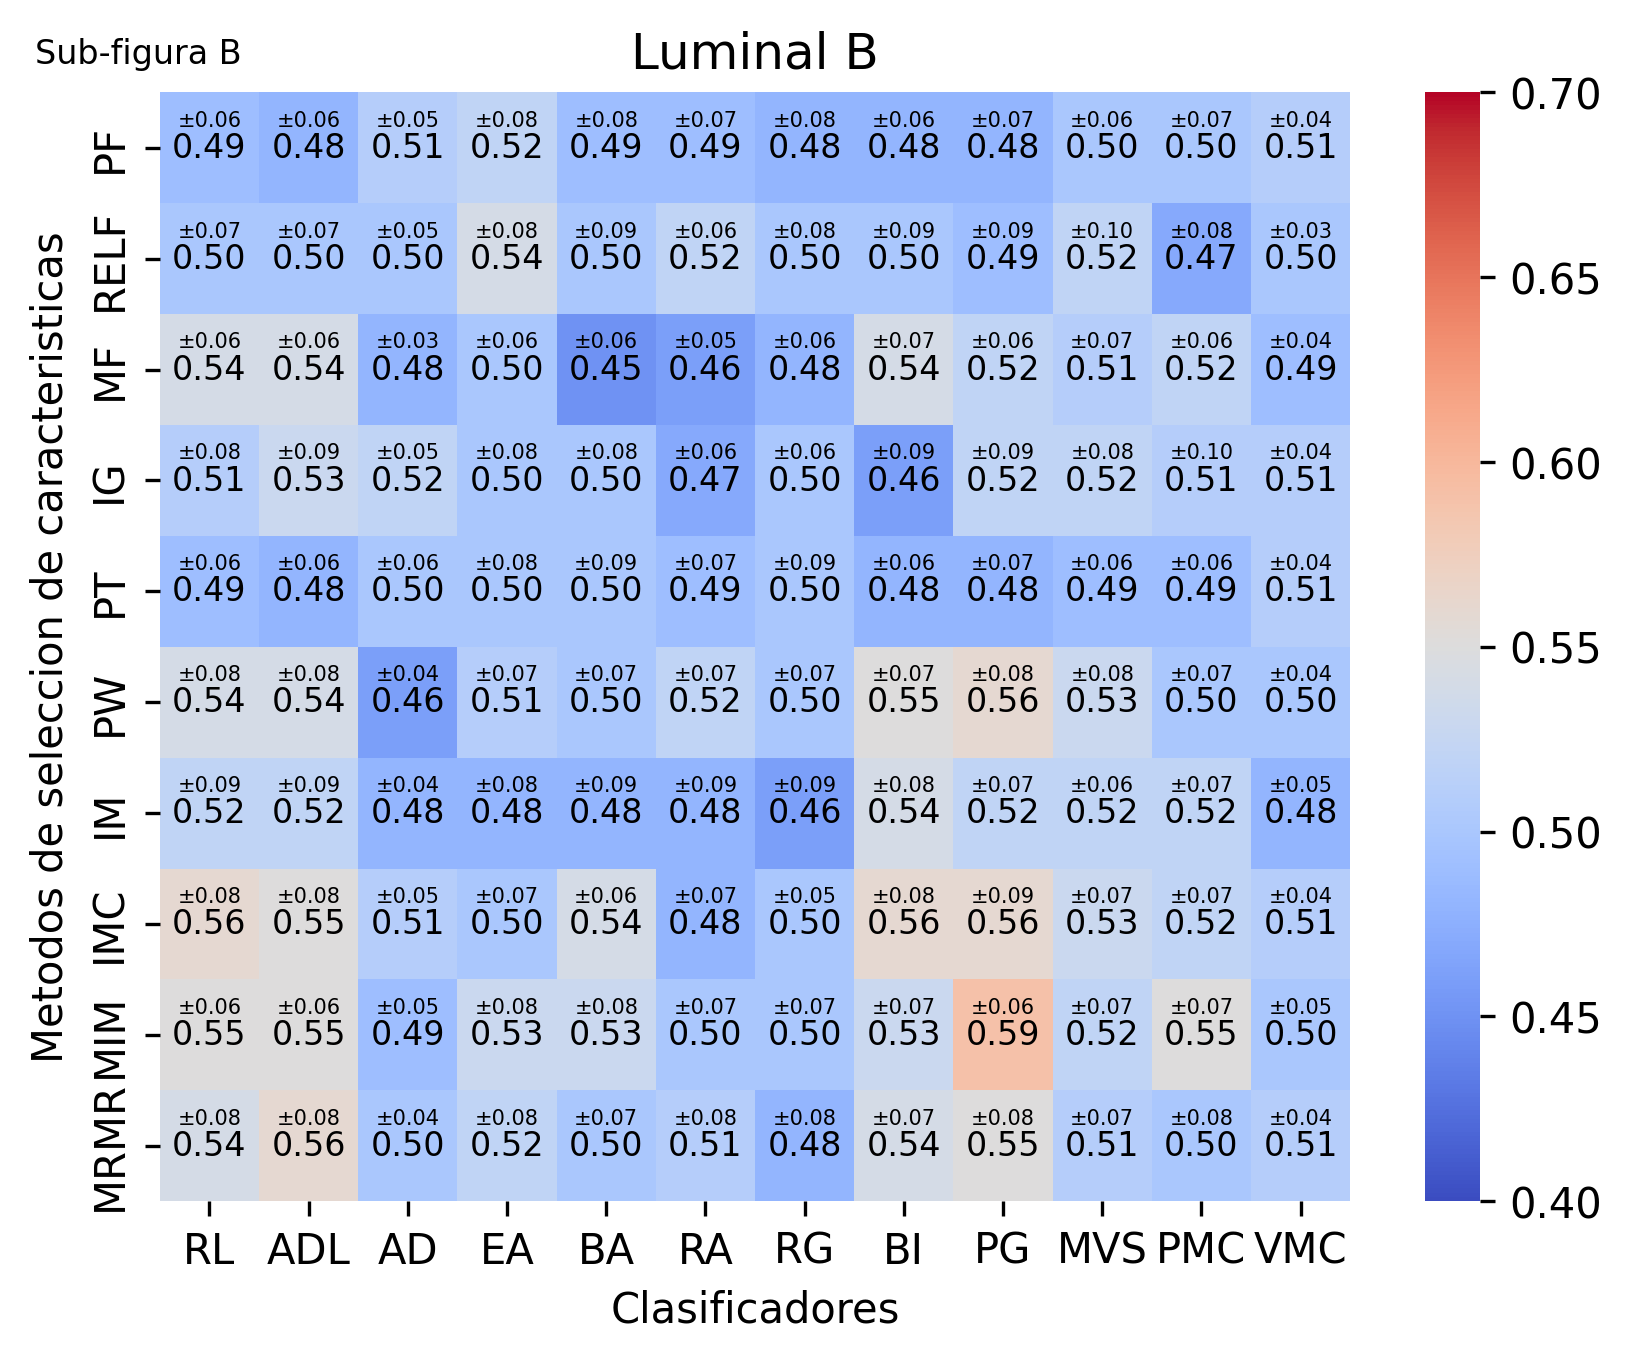 Sub-figura B
Luminal B
±0.06 ±0.06 ±0.05 ±0.08 ±0.08 ±0.07 ±0.08 ±0.06 ±0.07 ±0.06 ±0.07 ±0.04
PF 0.49 0.48 0.51 0.52 0.49 0.49 0.48 0.48 0.48 0.50 0.50 0.51
±0.07 ±0.07 ±0.05 ±0.08 ±0.09 ±0.06 ±0.08 ±0.09 ±0.09 ±0.10 ±0.08 ±0.03
RELF 0.50 0.50 0.50 0.54 0.50 0.52 0.50 0.50 0.49 0.52 0.47 0.50
±0.06 ±0.06 ±0.03 ±0.06 ±0.06 ±0.05 ±0.06 ±0.07 ±0.06 ±0.07 ±0.06 ±0.04
MF 0.54 0.54 0.48 0.50 0.45 0.46 0.48 0.54 0.52 0.51 0.52 0.49
±0.08 ±0.09 ±0.05 ±0.08 ±0.08 ±0.06 ±0.06 ±0.09 ±0.09 ±0.08 ±0.10 ±0.04
IG 0.51 0.53 0.52 0.50 0.50 0.47 0.50 0.46 0.52 0.52 0.51 0.51
±0.06 ±0.06 ±0.06 ±0.08 ±0.09 ±0.07 ±0.09 ±0.06 ±0.07 ±0.06 ±0.06 ±0.04
PT 0.49 0.48 0.50 0.50 0.50 0.49 0.50 0.48 0.48 0.49 0.49 0.51
±0.08 ±0.08 ±0.04 ±0.07 ±0.07 ±0.07 ±0.07 ±0.07 ±0.08 ±0.08 ±0.07 ±0.04
PW 0.54 0.54 0.46 0.51 0.50 0.52 0.50 0.55 0.56 0.53 0.50 0.50
±0.09 ±0.09 ±0.04 ±0.08 ±0.09 ±0.09 ±0.09 ±0.08 ±0.07 ±0.06 ±0.07 ±0.05
IM 0.52 0.52 0.48 0.48 0.48 0.48 0.46 0.54 0.52 0.52 0.52 0.48
±0.08 ±0.08 ±0.05 ±0.07 ±0.06 ±0.07 ±0.05 ±0.08 ±0.09 ±0.07 ±0.07 ±0.04
IMC 0.56 0.55 0.51 0.50 0.54 0.48 0.50 0.56 0.56 0.53 0.52 0.51
±0.06 ±0.06 ±0.05 ±0.08 ±0.08 ±0.07 ±0.07 ±0.07 ±0.06 ±0.07 ±0.07 ±0.05
MIM 0.55 0.55 0.49 0.53 0.53 0.50 0.50 0.53 0.59 0.52 0.55 0.50
±0.08 ±0.08 ±0.04 ±0.08 ±0.07 ±0.08 ±0.08 ±0.07 ±0.08 ±0.07 ±0.08 ±0.04
MRMR 0.54 0.56 0.50 0.52 0.50 0.51 0.48 0.54 0.55 0.51 0.50 0.51
RL ADL AD EA BA RA RG BI PG MVS PMC VMC
Clasificadores
Metodos de seleccion de caracteristicas
0.70
0.65
0.60
0.55
0.50
0.45
0.40